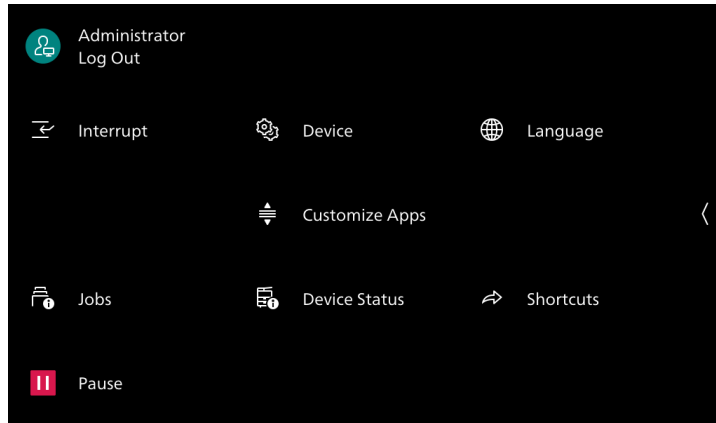 Administrator
Log Out
Interrupt
Device
Language
Customize Apps
Jobs
Device Status
Shortcuts
Pause